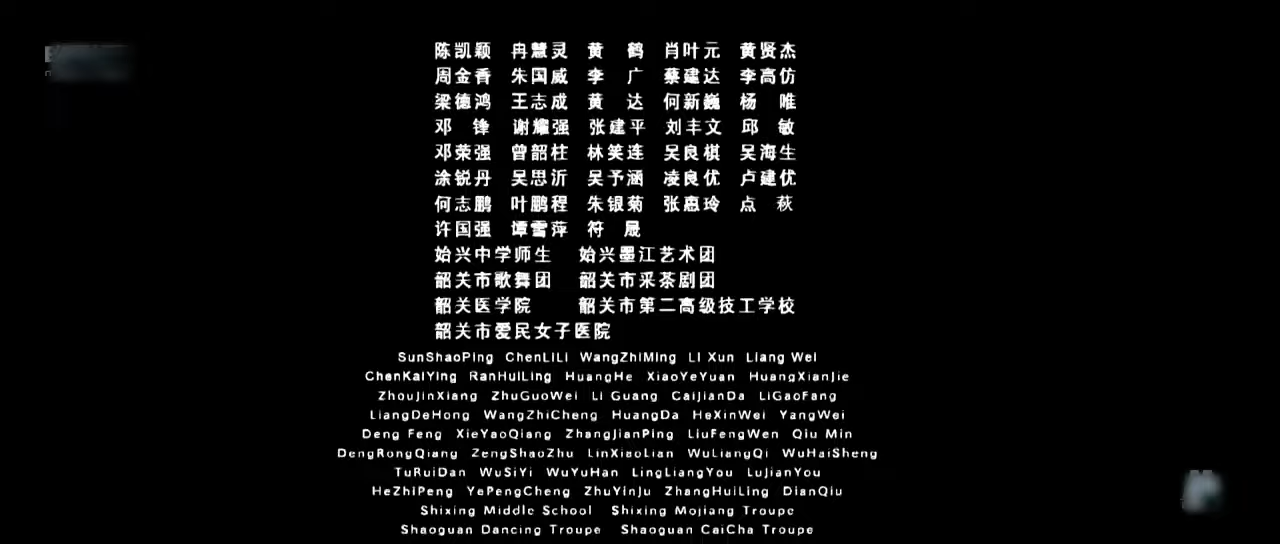 陈凯颖 冉慧灵 黄 鹤 肖叶元 黄贤杰
周金香 朱国威 李 广 蔡建达 李高仿
梁德鸿 王志成 黄 达 何新巍 杨 唯
邓 锋 谢耀强 张建平 刘丰文 邱 敏
邓荣强 曾韶柱 林笑连 吴良棋 吴海生
涂锐丹 吴思沂 吴予涵 凌良优 卢建优
何志鹏 叶鹏程 朱银菊 张惠玲 点 萩
许国强 谭雪萍 符 晟
始兴中学师生 始兴墨江艺术团
韶关市歌舞团 韶关市采茶剧团
韶关医学院 韶关市第二高级技工学校
韶关市爱民女子医院
SunShaoPing ChenLiLi WangZhiMing Li Xun Liang Wei
ChenKaiYing RanHuiLing HuangHe XiaoYeYuan HuangXianJie
ZhouJinXiang ZhuGuoWei Li Guang CaiJianDa LiGaoFang
LiangDeHong WangZhiCheng HuangDa HeXinWei YangWei
Deng Feng XieYaoQiang ZhangJianPing LiuFengWen Qiu Min
DengRongQiang ZengShaoZhu LinXiaoLian WuLiangQi WuHaiSheng
TuRuiDan WuSiYi WuYuHan LingLiangYou LuJianYou
HeZhiPeng YePengCheng ZhuYinJu ZhangHuiLing DianQiu
Shixing Middle School Shixing Mojiang Troupe
Shaoguan Dancing Troupe Shaoguan CaiCha Troupe